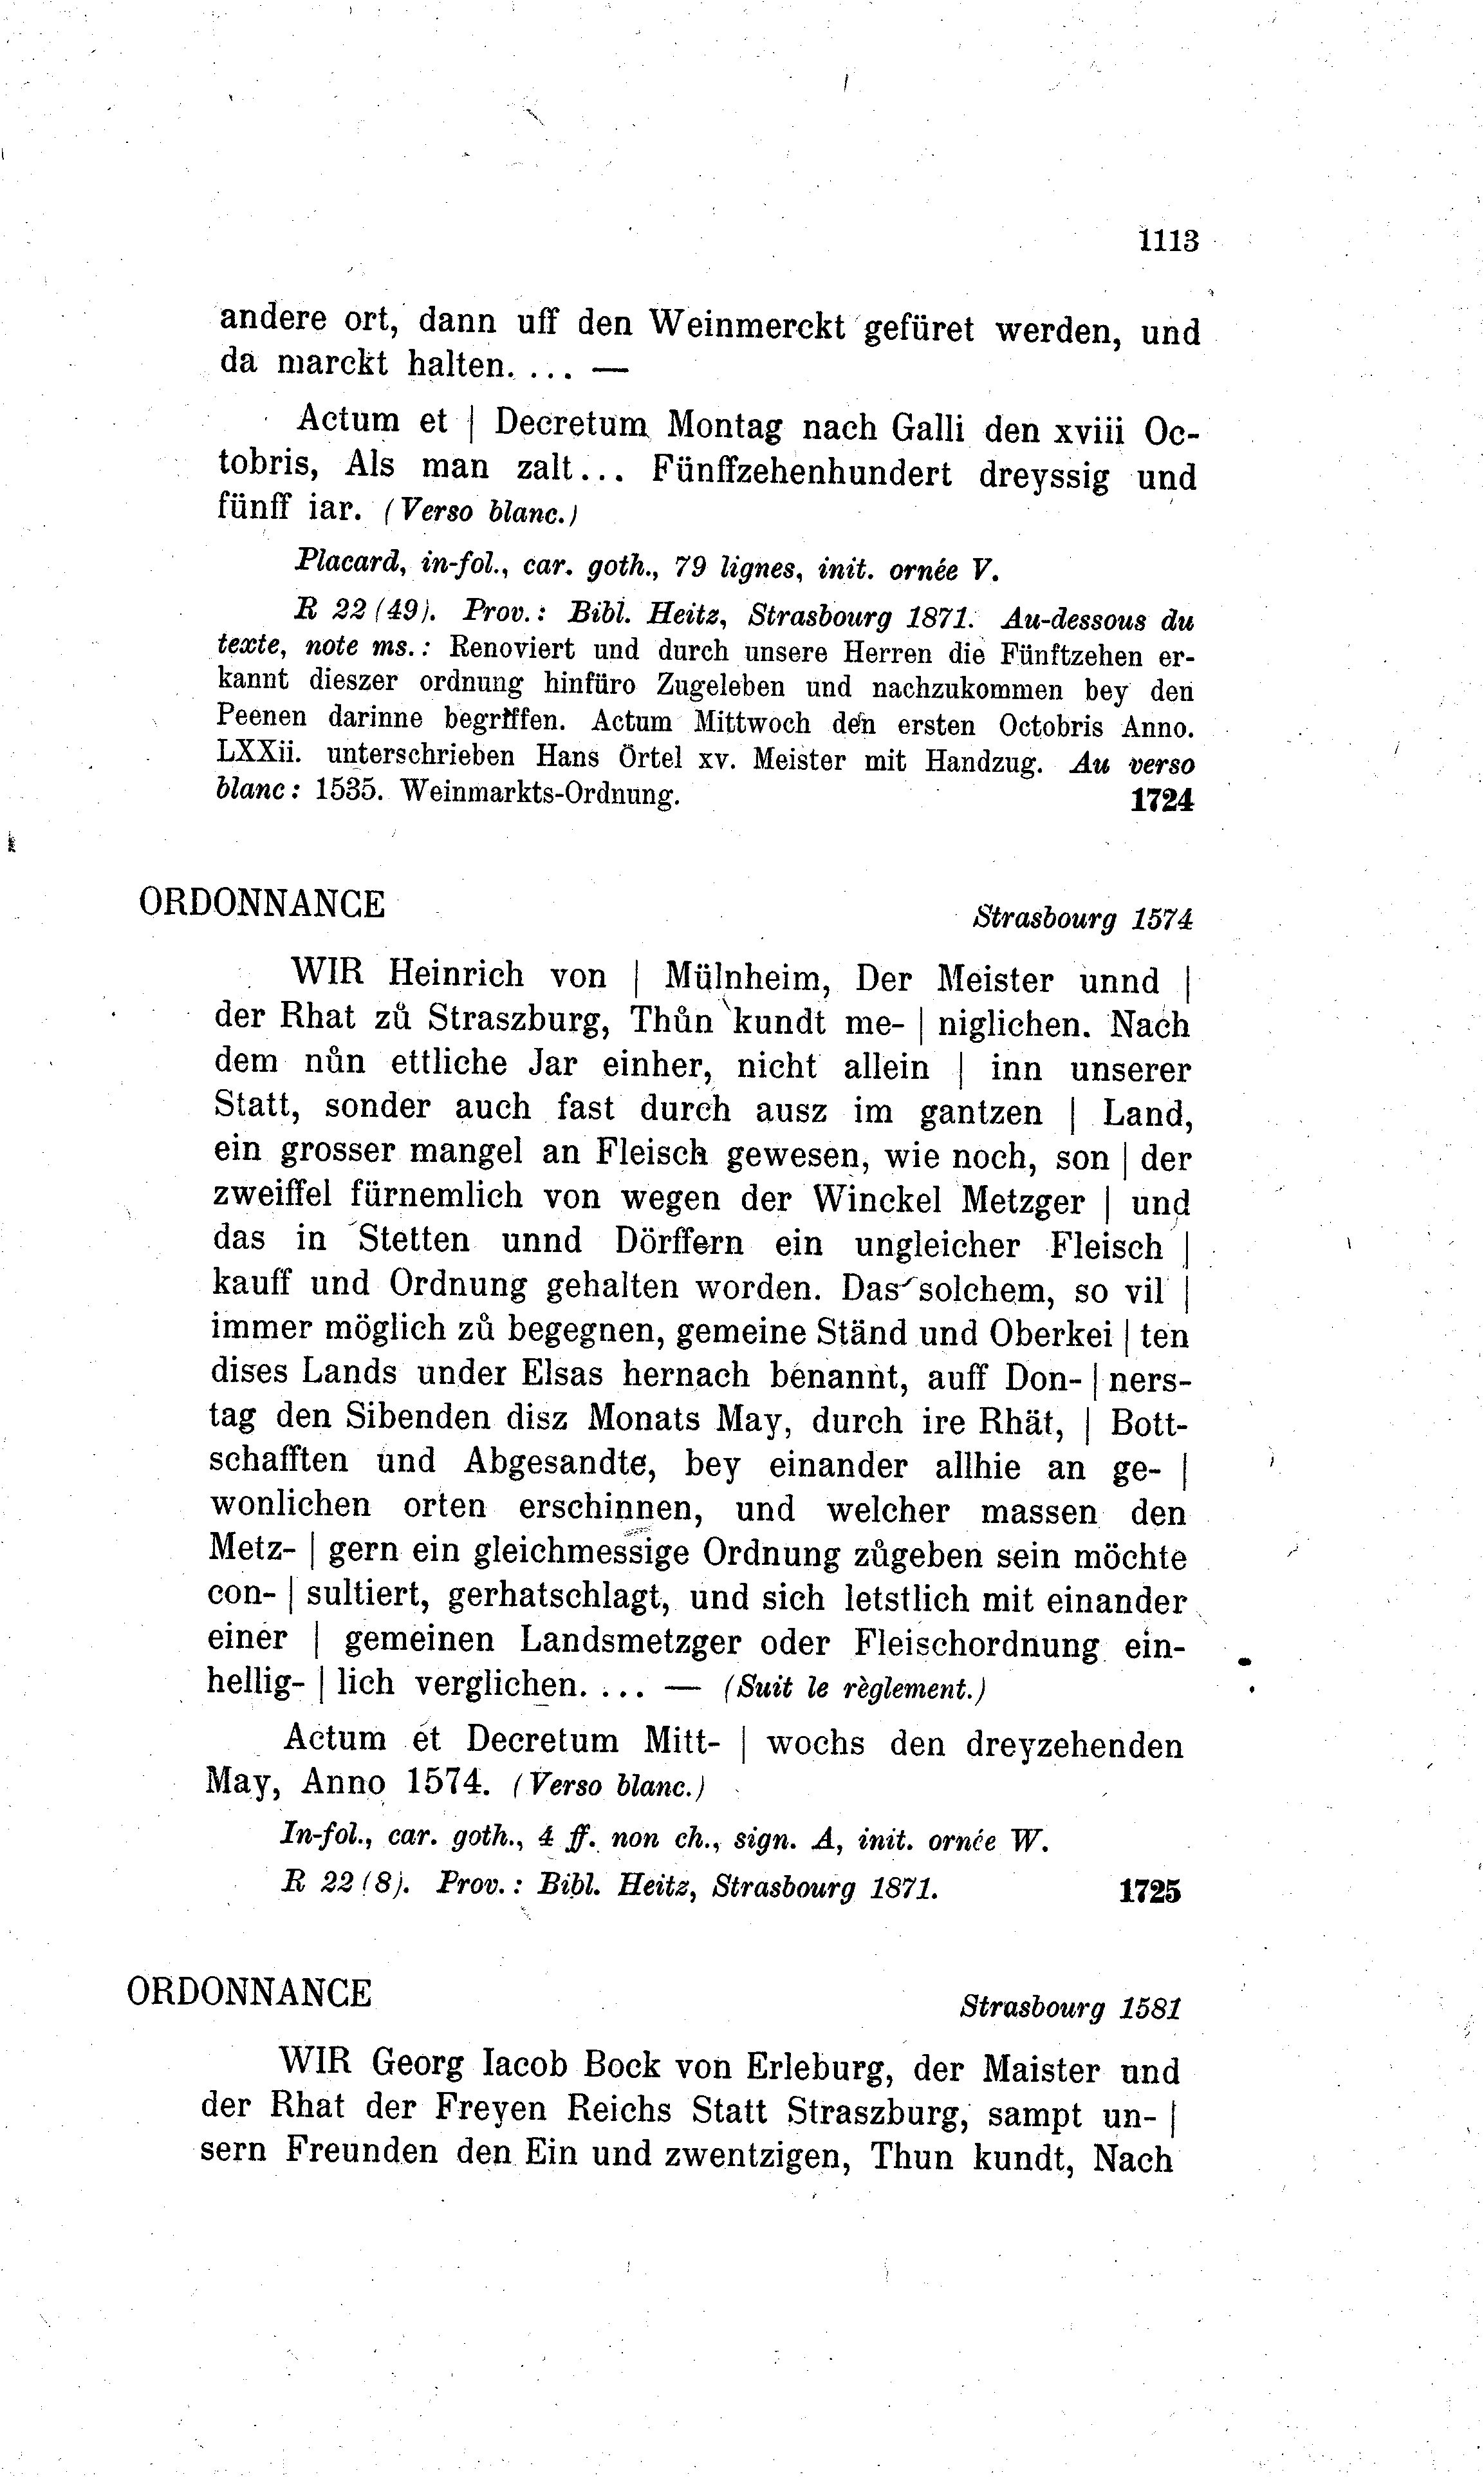 1113
andere ort, dann uff den Weinmerckt gefüret werden, und
da marckt halten. ... —
Actum et | Decretum Montag nach Galli den xviii Oc-
tobris, Als man zalt... Fünffzehenhundert dreyssig und
fünff iar. (Verso blanc.)
Placard, in-fol., car. goth., 79 lignes, init. ornée V.
R 22 (49). Prov.: Bibl. Heitz, Strasbourg 1871. Au-dessous du
texte, note ms.: Renoviert und durch unsere Herren die Fünftzehen er-
kannt dieszer ordnung hinfüro Zugeleben und nachzukommen bey den
Peenen darinne begriffen. Actum Mittwoch den ersten Octobris Anno.
LXXii. unterschrieben Hans Örtel xv. Meister mit Handzug. Au verso
blanc: 1535. Weinmarkts-Ordnung. 1724
ORDONNANCE
Strasbourg 1574
WIR Heinrich von | Mülnheim, Der Meister unnd |
der Rhat zů Straszburg, Thůn kundt me- | niglichen. Nach
dem nůn ettliche Jar einher, nicht allein | inn unserer
Statt, sonder auch fast durch ausz im gantzen | Land,
ein grosser mangel an Fleisch gewesen, wie noch, son | der
zweiffel fürnemlich von wegen der Winckel Metzger | und
das in Stetten unnd Dörffern ein ungleicher Fleisch |
kauff und Ordnung gehalten worden. Das solchem, so vil |
immer möglich zů begegnen, gemeine Ständ und Oberkei | ten
dises Lands under Elsas hernach benannt, auff Don- | ners-
tag den Sibenden disz Monats May, durch ire Rhät, | Bott-
schafften und Abgesandte, bey einander allhie an ge- |
wonlichen orten erschinnen, und welcher massen den
Metz- | gern ein gleichmessige Ordnung zůgeben sein möchte
con- | sultiert, gerhatschlagt, und sich letstlich mit einander
einer | gemeinen Landsmetzger oder Fleischordnung ein-
hellig- | lich verglichen. ... — (Suit le règlement.)
Actum et Decretum Mitt- | wochs den dreyzehenden
May, Anno 1574. (Verso blanc.)
In-fol., car. goth., 4 ff. non ch., sign. A, init. ornée W.
R 22 (8). Prov.: Bibl. Heitz, Strasbourg 1871. 1725
ORDONNANCE
Strasbourg 1581
WIR Georg Iacob Bock von Erleburg, der Maister und
der Rhat der Freyen Reichs Statt Straszburg, sampt un- |
sern Freunden den Ein und zwentzigen, Thun kundt, Nach